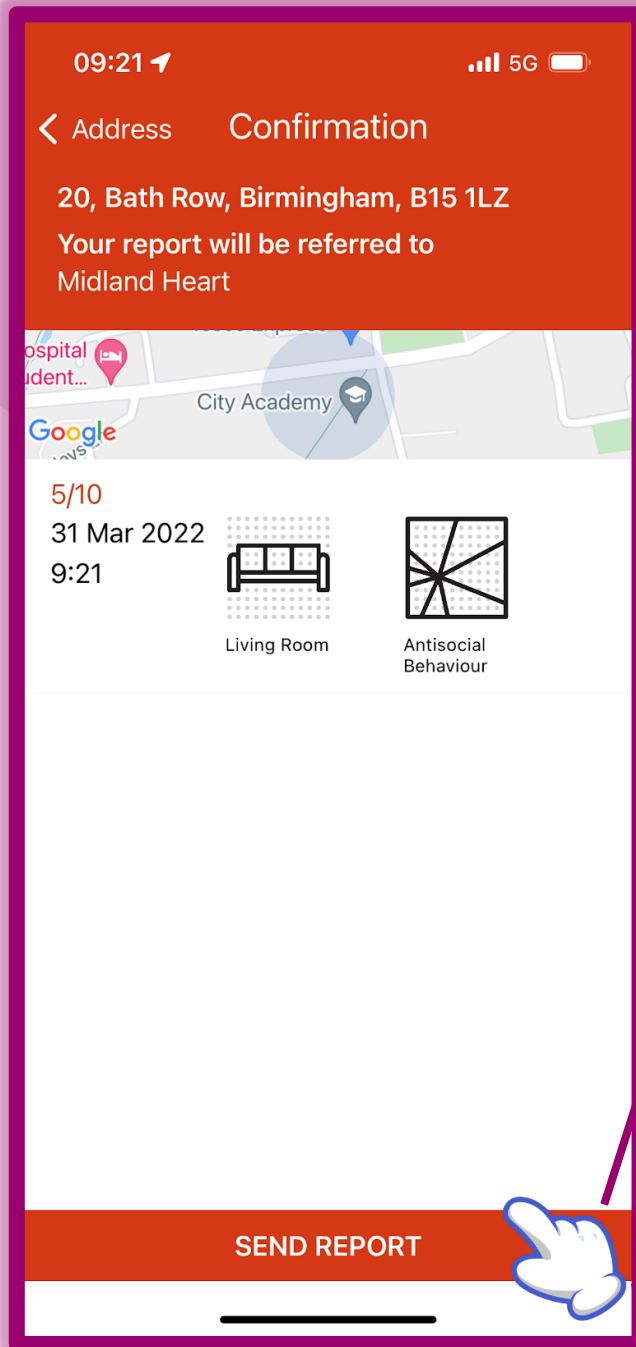 09:21
5G
Address
Confirmation
20, Bath Row, Birmingham, B15 1LZ
Your report will be referred to
Midland Heart
City Academy
Google
5/10
31 Mar 2022
9:21
Living Room
Antisocial
Behaviour
SEND REPORT